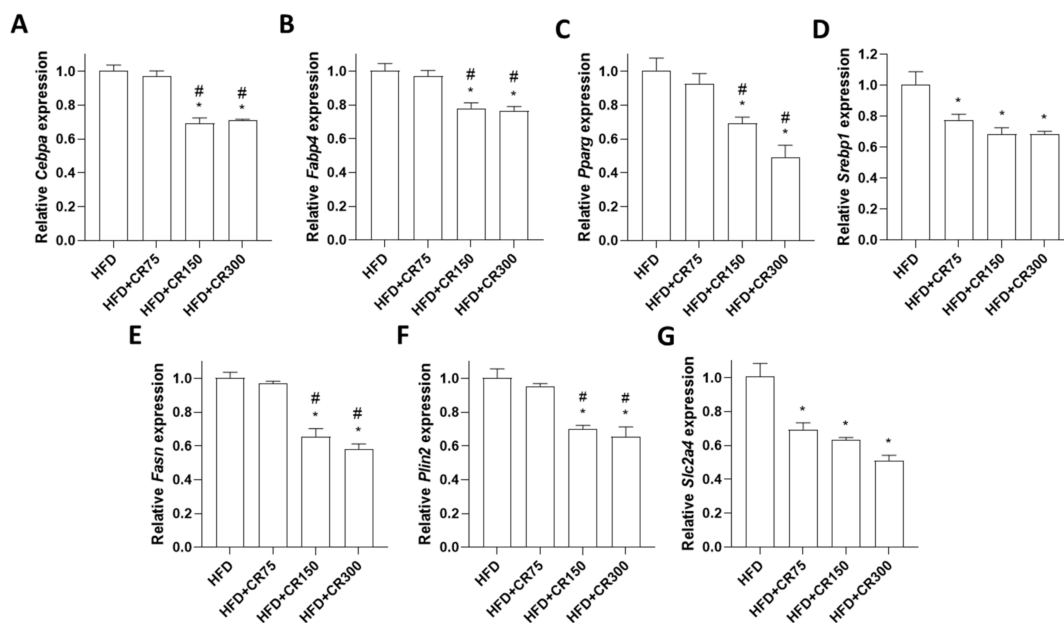 A
Relative Cebpa expression
1.0
0.8
0.6
0.4
0.2
0.0
#
*
#
*
HFD
HFD+CR75
HFD+CR150
HFD+CR300
B
Relative Fabp4 expression
1.0
0.8
0.6
0.4
0.2
0.0
#
*
#
*
HFD
HFD+CR75
HFD+CR150
HFD+CR300
C
Relative Pparg expression
1.0
0.8
0.6
0.4
0.2
0.0
#
*
#
*
HFD
HFD+CR75
HFD+CR150
HFD+CR300
D
Relative Srebp1 expression
1.2
1.0
0.8
0.6
0.4
0.2
0.0
*
*
*
HFD
HFD+CR75
HFD+CR150
HFD+CR300
E
Relative Fasn expression
1.0
0.8
0.6
0.4
0.2
0.0
#
*
#
*
HFD
HFD+CR75
HFD+CR150
HFD+CR300
F
Relative Plin2 expression
1.0
0.8
0.6
0.4
0.2
0.0
#
*
#
*
HFD
HFD+CR75
HFD+CR150
HFD+CR300
G
Relative Slc2a4 expression
1.0
0.8
0.6
0.4
0.2
0.0
*
*
*
HFD
HFD+CR75
HFD+CR150
HFD+CR300